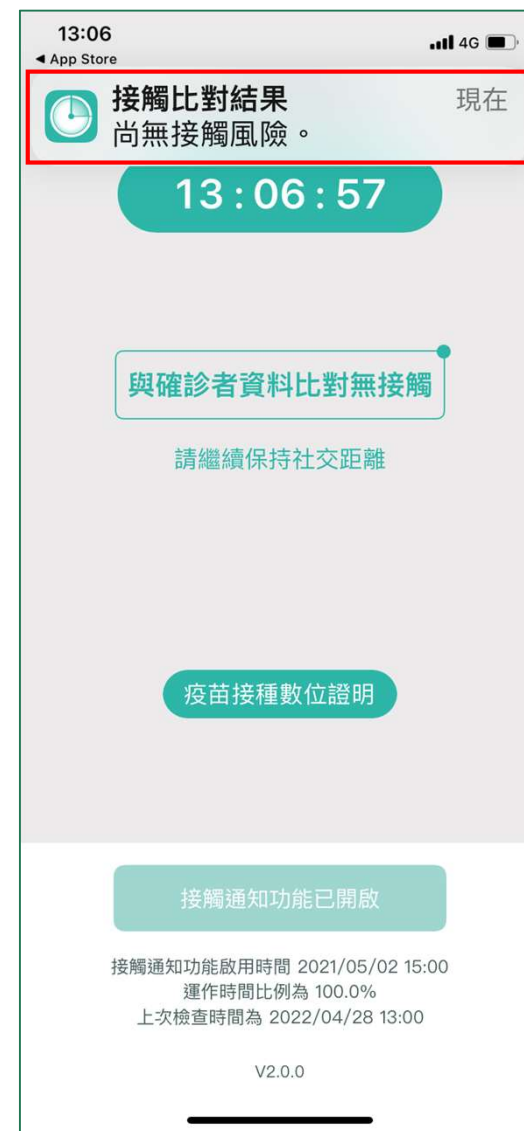 13:06
◀ App Store
4G
接觸比對結果
現在
尚無接觸風險。
13:06:57
與確診者資料比對無接觸
請繼續保持社交距離
疫苗接種數位證明
接觸通知功能已開啟
接觸通知功能啟用時間 2021/05/02 15:00
運作時間比例為 100.0%
上次檢查時間為 2022/04/28 13:00
V2.0.0